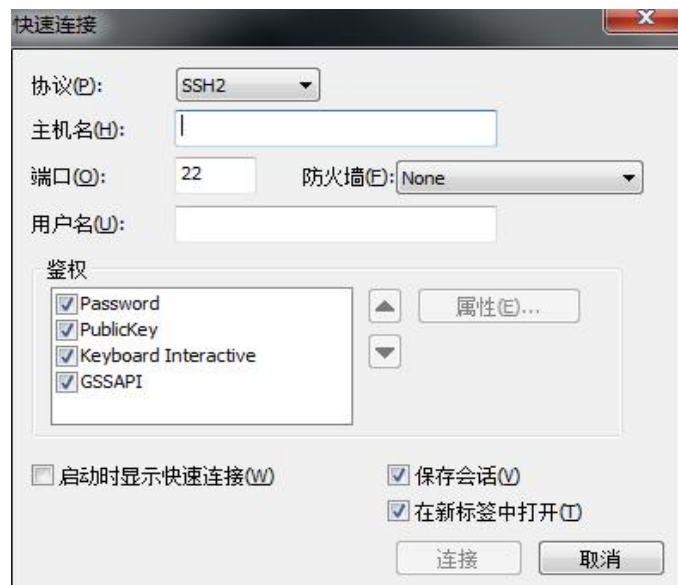 快速连接
协议(P): SSH2
主机名(H):
端口(O): 22 防火墙(F): None
用户名(U):
鉴权
Password
PublicKey
Keyboard Interactive
GSSAPI
属性(E)...
启动时显示快速连接(W) 保存会话(V)
在新标签中打开(T)
连接 取消